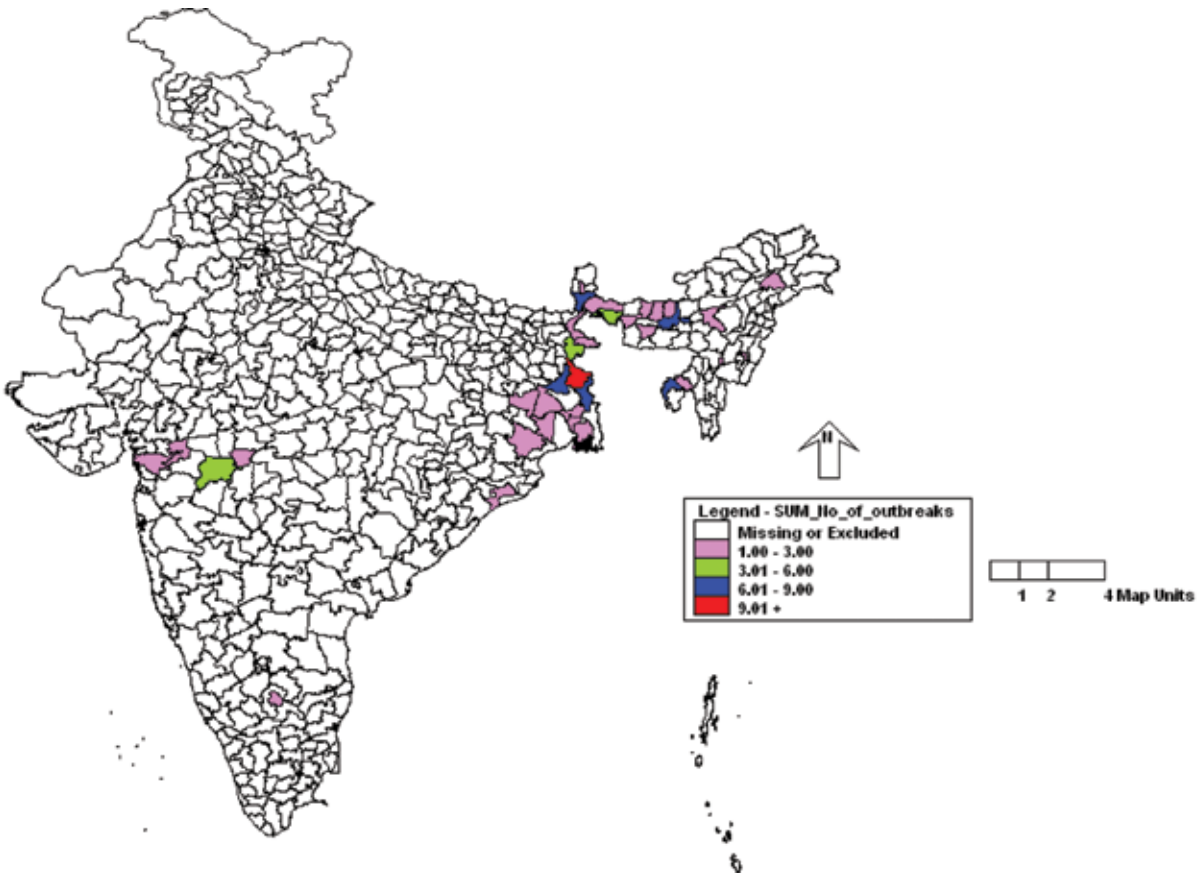 N
Legend - SUM_No_of_outbreaks
Missing or Excluded
1.00 - 3.00
3.01 - 6.00
6.01 - 9.00
9.01 +
1 2 4 Map Units